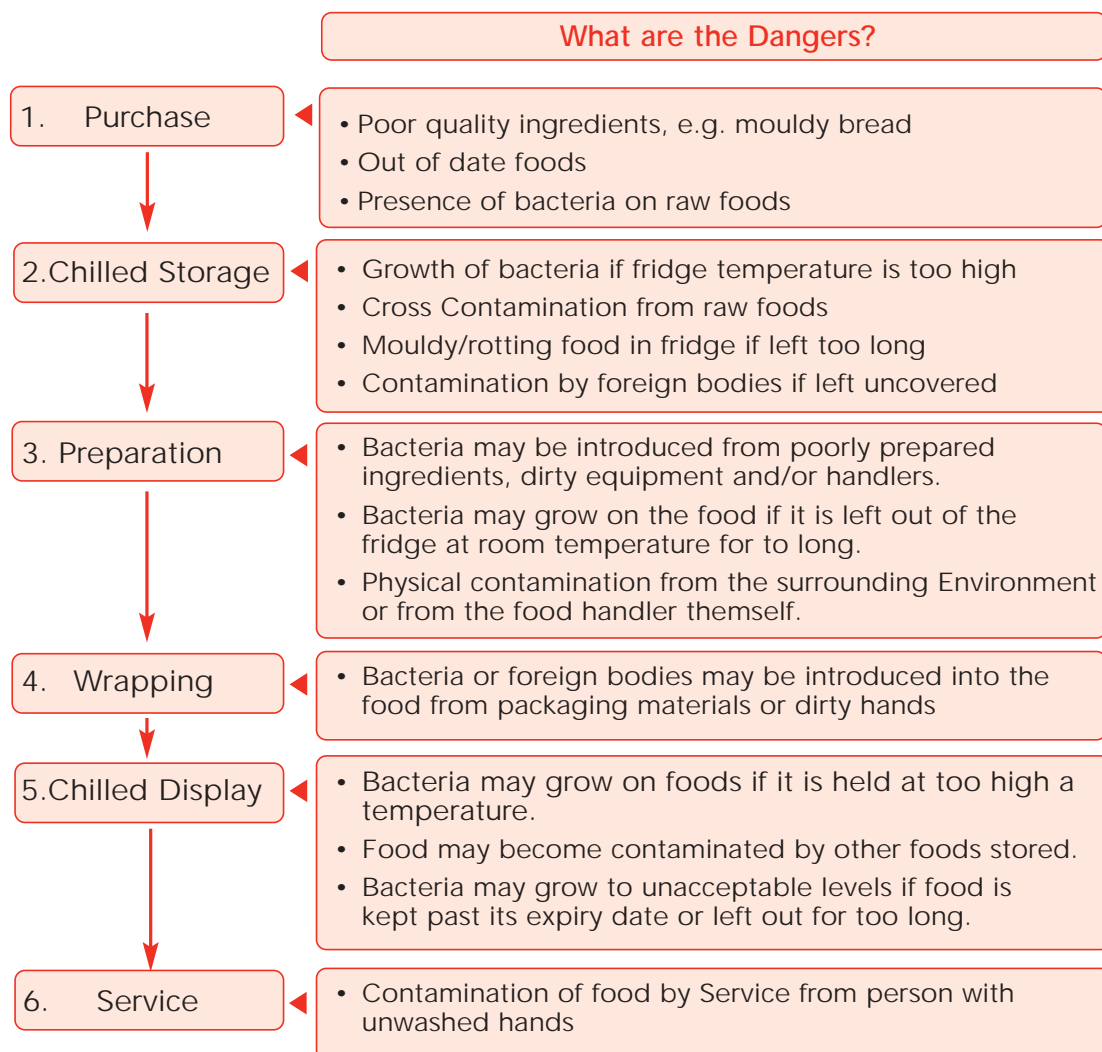 What are the Dangers?
1. Purchase
• Poor quality ingredients, e.g. mouldy bread
• Out of date foods
• Presence of bacteria on raw foods
2.Chilled Storage
• Growth of bacteria if fridge temperature is too high
• Cross Contamination from raw foods
• Mouldy/rotting food in fridge if left too long
• Contamination by foreign bodies if left uncovered
3. Preparation
• Bacteria may be introduced from poorly prepared
ingredients, dirty equipment and/or handlers.
• Bacteria may grow on the food if it is left out of the
fridge at room temperature for to long.
• Physical contamination from the surrounding Environment
or from the food handler themself.
4. Wrapping
• Bacteria or foreign bodies may be introduced into the
food from packaging materials or dirty hands
5.Chilled Display
• Bacteria may grow on foods if it is held at too high a
temperature.
• Food may become contaminated by other foods stored.
• Bacteria may grow to unacceptable levels if food is
kept past its expiry date or left out for too long.
6. Service
• Contamination of food by Service from person with
unwashed hands